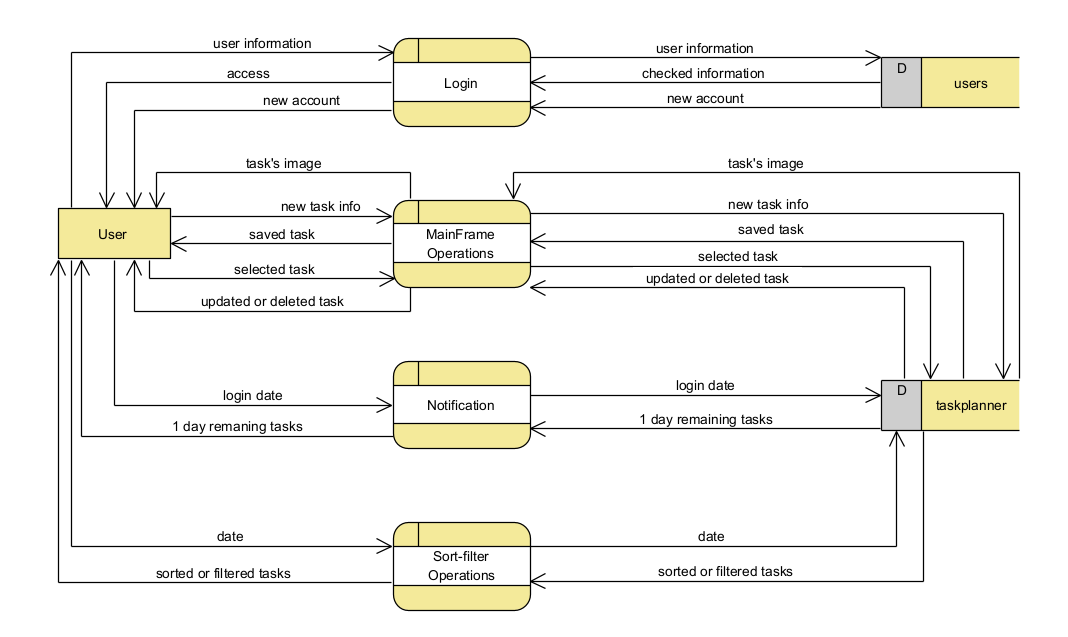 user information
user information
D
access
checked information
Login
users
new account
new account
task's image
task's image
new task info
new task info
User
saved task
MainFrame
Operations
saved task
selected task
selected task
updated or deleted task
updated or deleted task
login date
login date
D
Notification
taskplanner
1 day remaning tasks
1 day remaining tasks
date
date
Sort-filter
Operations
sorted or filtered tasks
sorted or filtered tasks